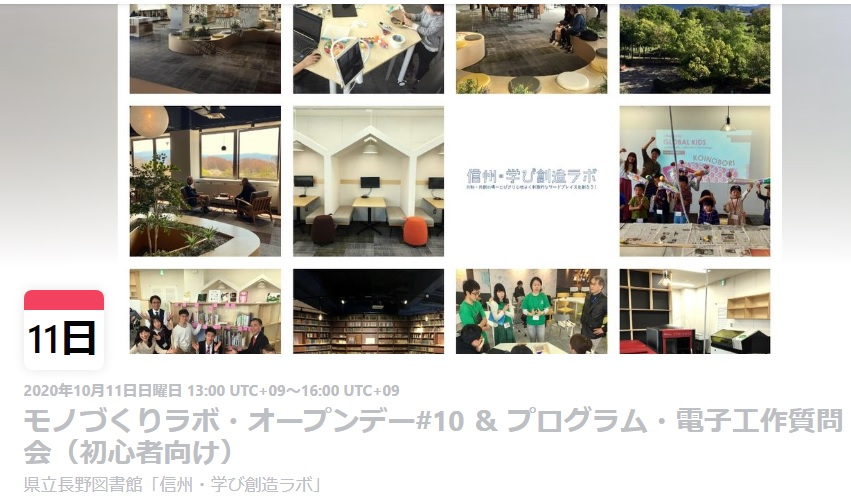 GLOBAL KIDS
KOINOBORI
信州・学び創造ラボ
11日
2020年10月11日日曜日 13:00 UTC+09～16:00 UTC+09
モノづくりラボ・オープンデー#10 & プログラム・電子工作質問
会（初心者向け）
県立長野図書館「信州・学び創造ラボ」